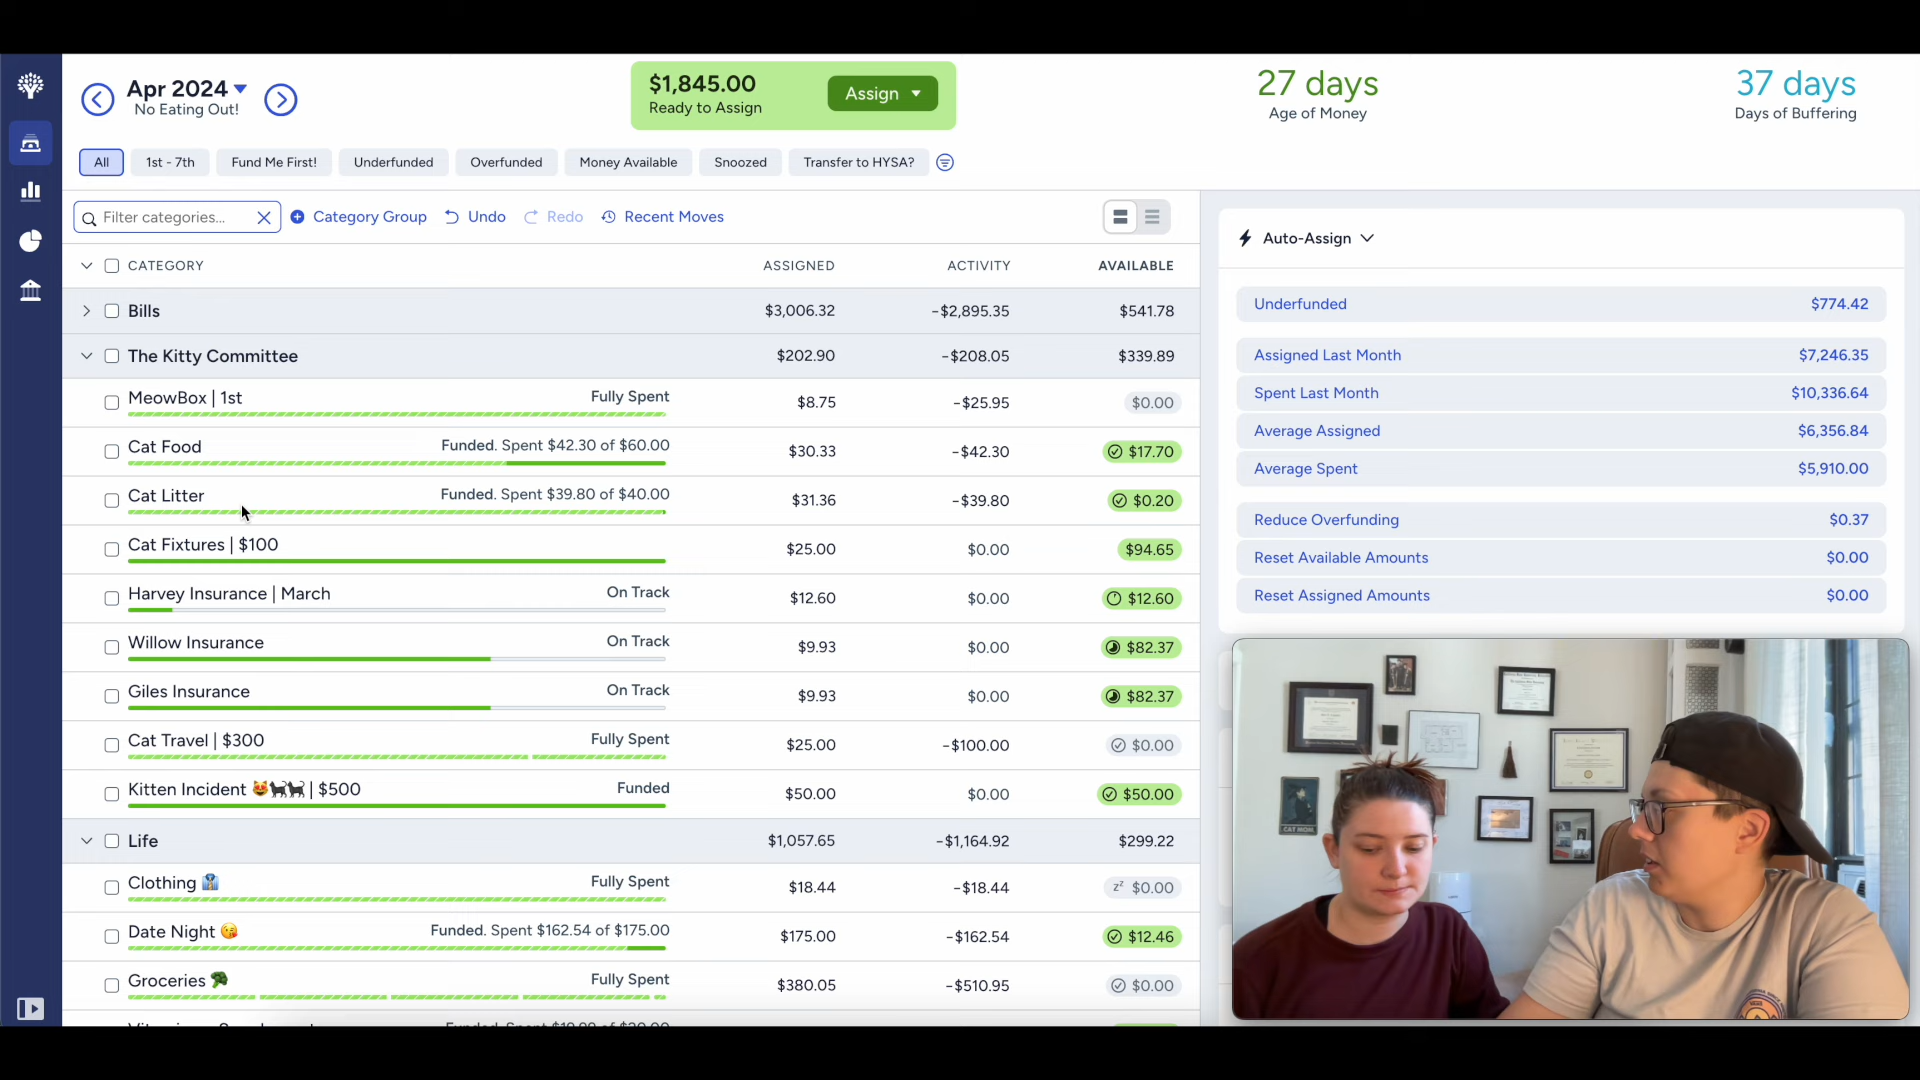 Apr 2024
No Eating Out!
$1,845.00
Ready to Assign
Assign
27 days
Age of Money
37 days
Days of Buffering
All
1st - 7th
Fund Me First!
Underfunded
Overfunded
Money Available
Snoozed
Transfer to HYSA?
Filter categories...
Category Group
Undo
Redo
Recent Moves
CATEGORY ASSIGNED ACTIVITY AVAILABLE
Bills $3,006.32 -$2,895.35 $541.78
The Kitty Committee $202.90 -$208.05 $339.89
MeowBox | 1st Fully Spent $8.75 -$25.95 $0.00
Cat Food Funded. Spent $42.30 of $60.00 $30.33 -$42.30 $17.70
Cat Litter Funded. Spent $39.80 of $40.00 $31.36 -$39.80 $0.20
Cat Fixtures | $100 $25.00 $0.00 $94.65
Harvey Insurance | March On Track $12.60 $0.00 $12.60
Willow Insurance On Track $9.93 $0.00 $82.37
Giles Insurance On Track $9.93 $0.00 $82.37
Cat Travel | $300 Fully Spent $25.00 -$100.00 $0.00
Kitten Incident 😻🐈‍⬛🐈‍⬛ | $500 Funded $50.00 $0.00 $50.00
Life $1,057.65 -$1,164.92 $299.22
Clothing 👔 Fully Spent $18.44 -$18.44 zz $0.00
Date Night 😘 Funded. Spent $162.54 of $175.00 $175.00 -$162.54 $12.46
Groceries 🥦 Fully Spent $380.05 -$510.95 $0.00
Auto-Assign
Underfunded $774.42
Assigned Last Month $7,246.35
Spent Last Month $10,336.64
Average Assigned $6,356.84
Average Spent $5,910.00
Reduce Overfunding $0.37
Reset Available Amounts $0.00
Reset Assigned Amounts $0.00
CAT MOM